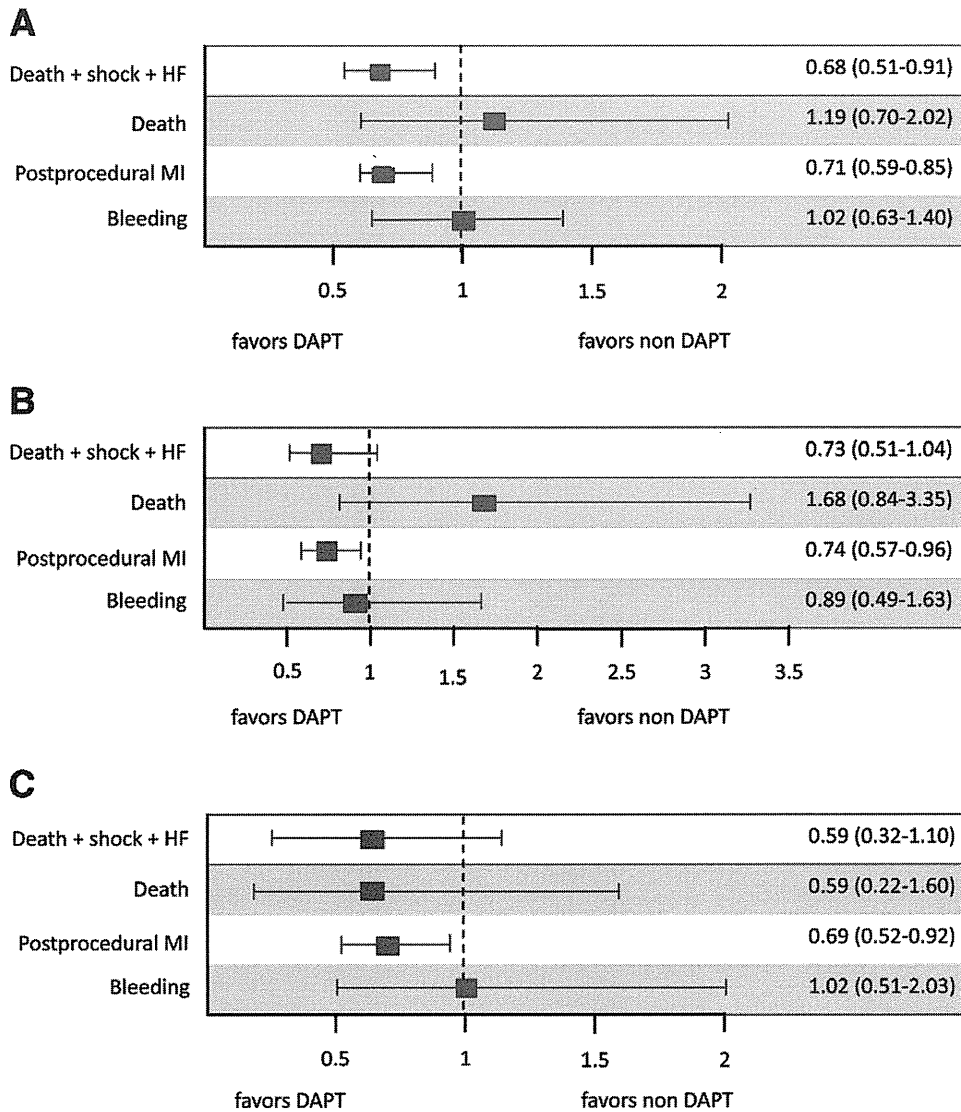 A
Death + shock + HF 0.68 (0.51-0.91)
Death 1.19 (0.70-2.02)
Postprocedural MI 0.71 (0.59-0.85)
Bleeding 1.02 (0.63-1.40)
0.5 1 1.5 2
favors DAPT favors non DAPT
B
Death + shock + HF 0.73 (0.51-1.04)
Death 1.68 (0.84-3.35)
Postprocedural MI 0.74 (0.57-0.96)
Bleeding 0.89 (0.49-1.63)
0.5 1 1.5 2 2.5 3 3.5
favors DAPT favors non DAPT
C
Death + shock + HF 0.59 (0.32-1.10)
Death 0.59 (0.22-1.60)
Postprocedural MI 0.69 (0.52-0.92)
Bleeding 1.02 (0.51-2.03)
0.5 1 1.5 2
favors DAPT favors non DAPT